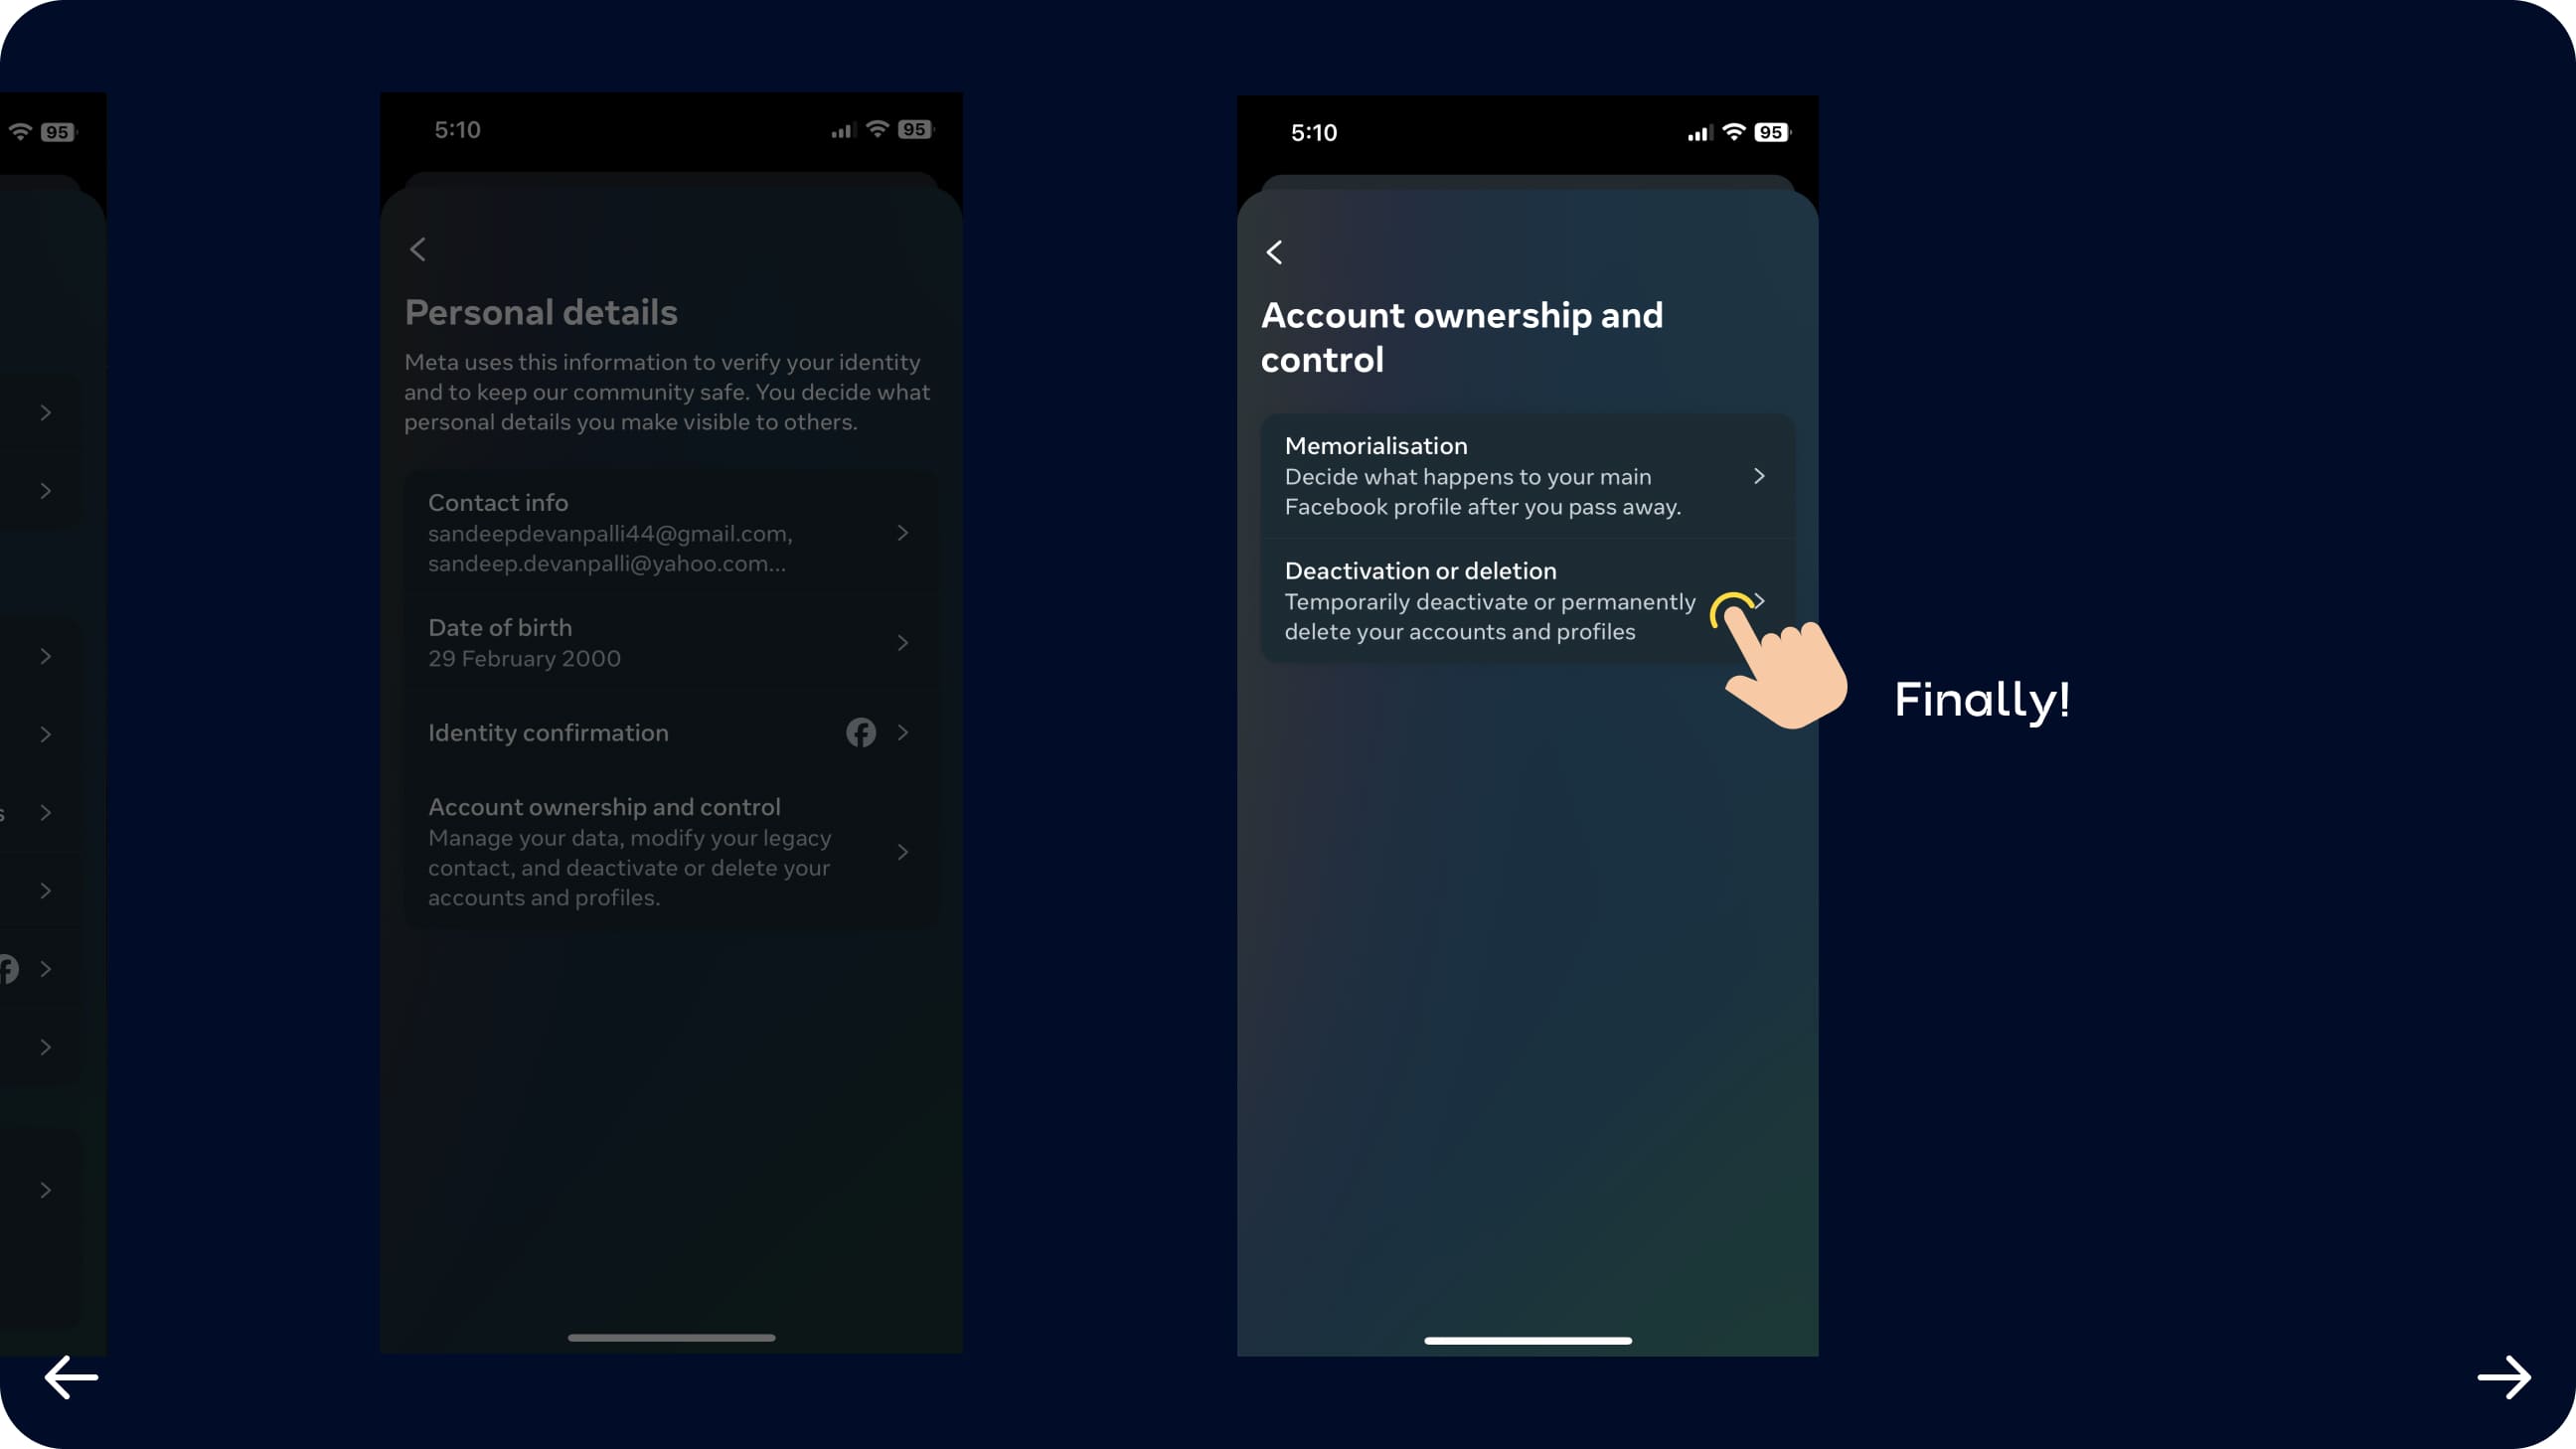 95
s
5:10
95
Personal details
Meta uses this information to verify your identity
and to keep our community safe. You decide what
personal details you make visible to others.
Contact info
sandeepdevanpalli44@gmail.com,
sandeep.devanpalli@yahoo.com...
Date of birth
29 February 2000
Identity confirmation
Account ownership and control
Manage your data, modify your legacy
contact, and deactivate or delete your
accounts and profiles.
5:10
95
Account ownership and
control
Memorialisation
Decide what happens to your main
Facebook profile after you pass away.
Deactivation or deletion
Temporarily deactivate or permanently
delete your accounts and profiles
Finally!